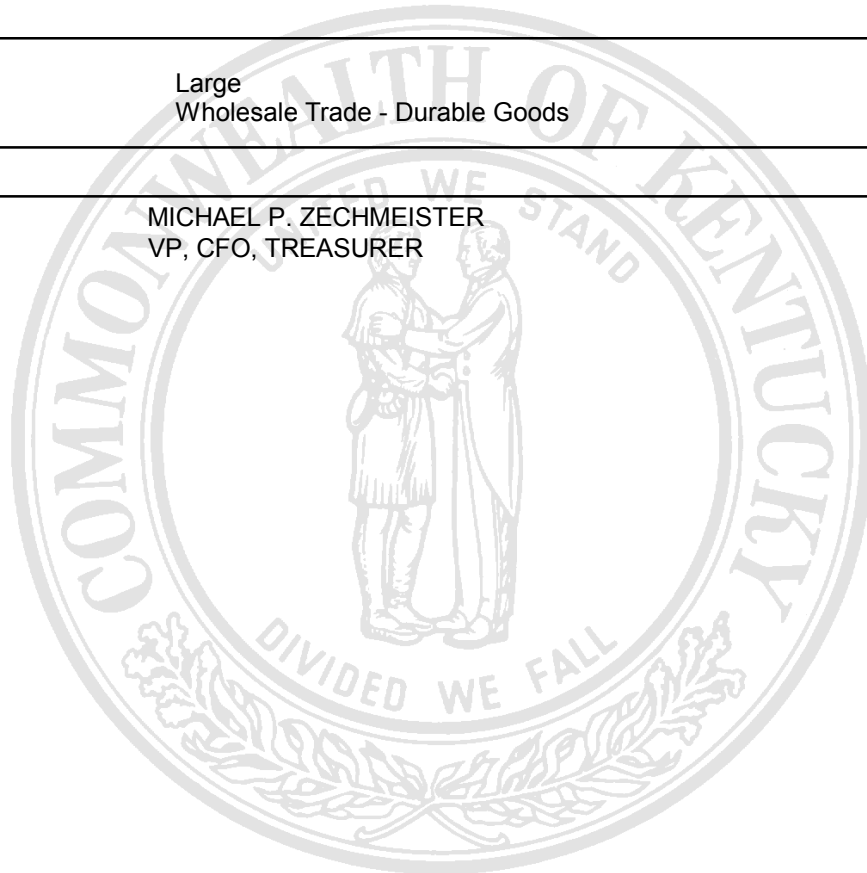 Large
Wholesale Trade - Durable Goods
MICHAEL P. ZECHMEISTER
VP, CFO, TREASURER
COMMONWEALTH OF KENTUCKY
UNITED WE STAND
DIVIDED WE FALL